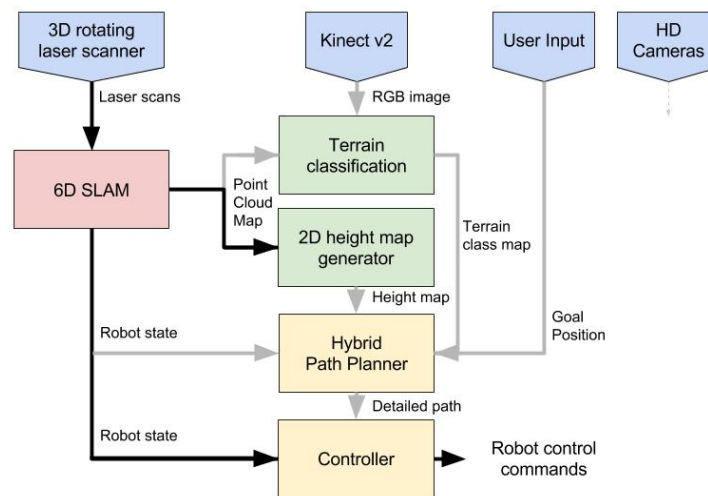 3D rotating
laser scanner
Kinect v2
User Input
HD
Cameras
Laser scans
RGB image
6D SLAM
Terrain
classification
Point
Cloud
Map
2D height map
generator
Terrain
class map
Height map
Goal
Position
Robot state
Hybrid
Path Planner
Detailed path
Robot state
Controller
Robot control
commands